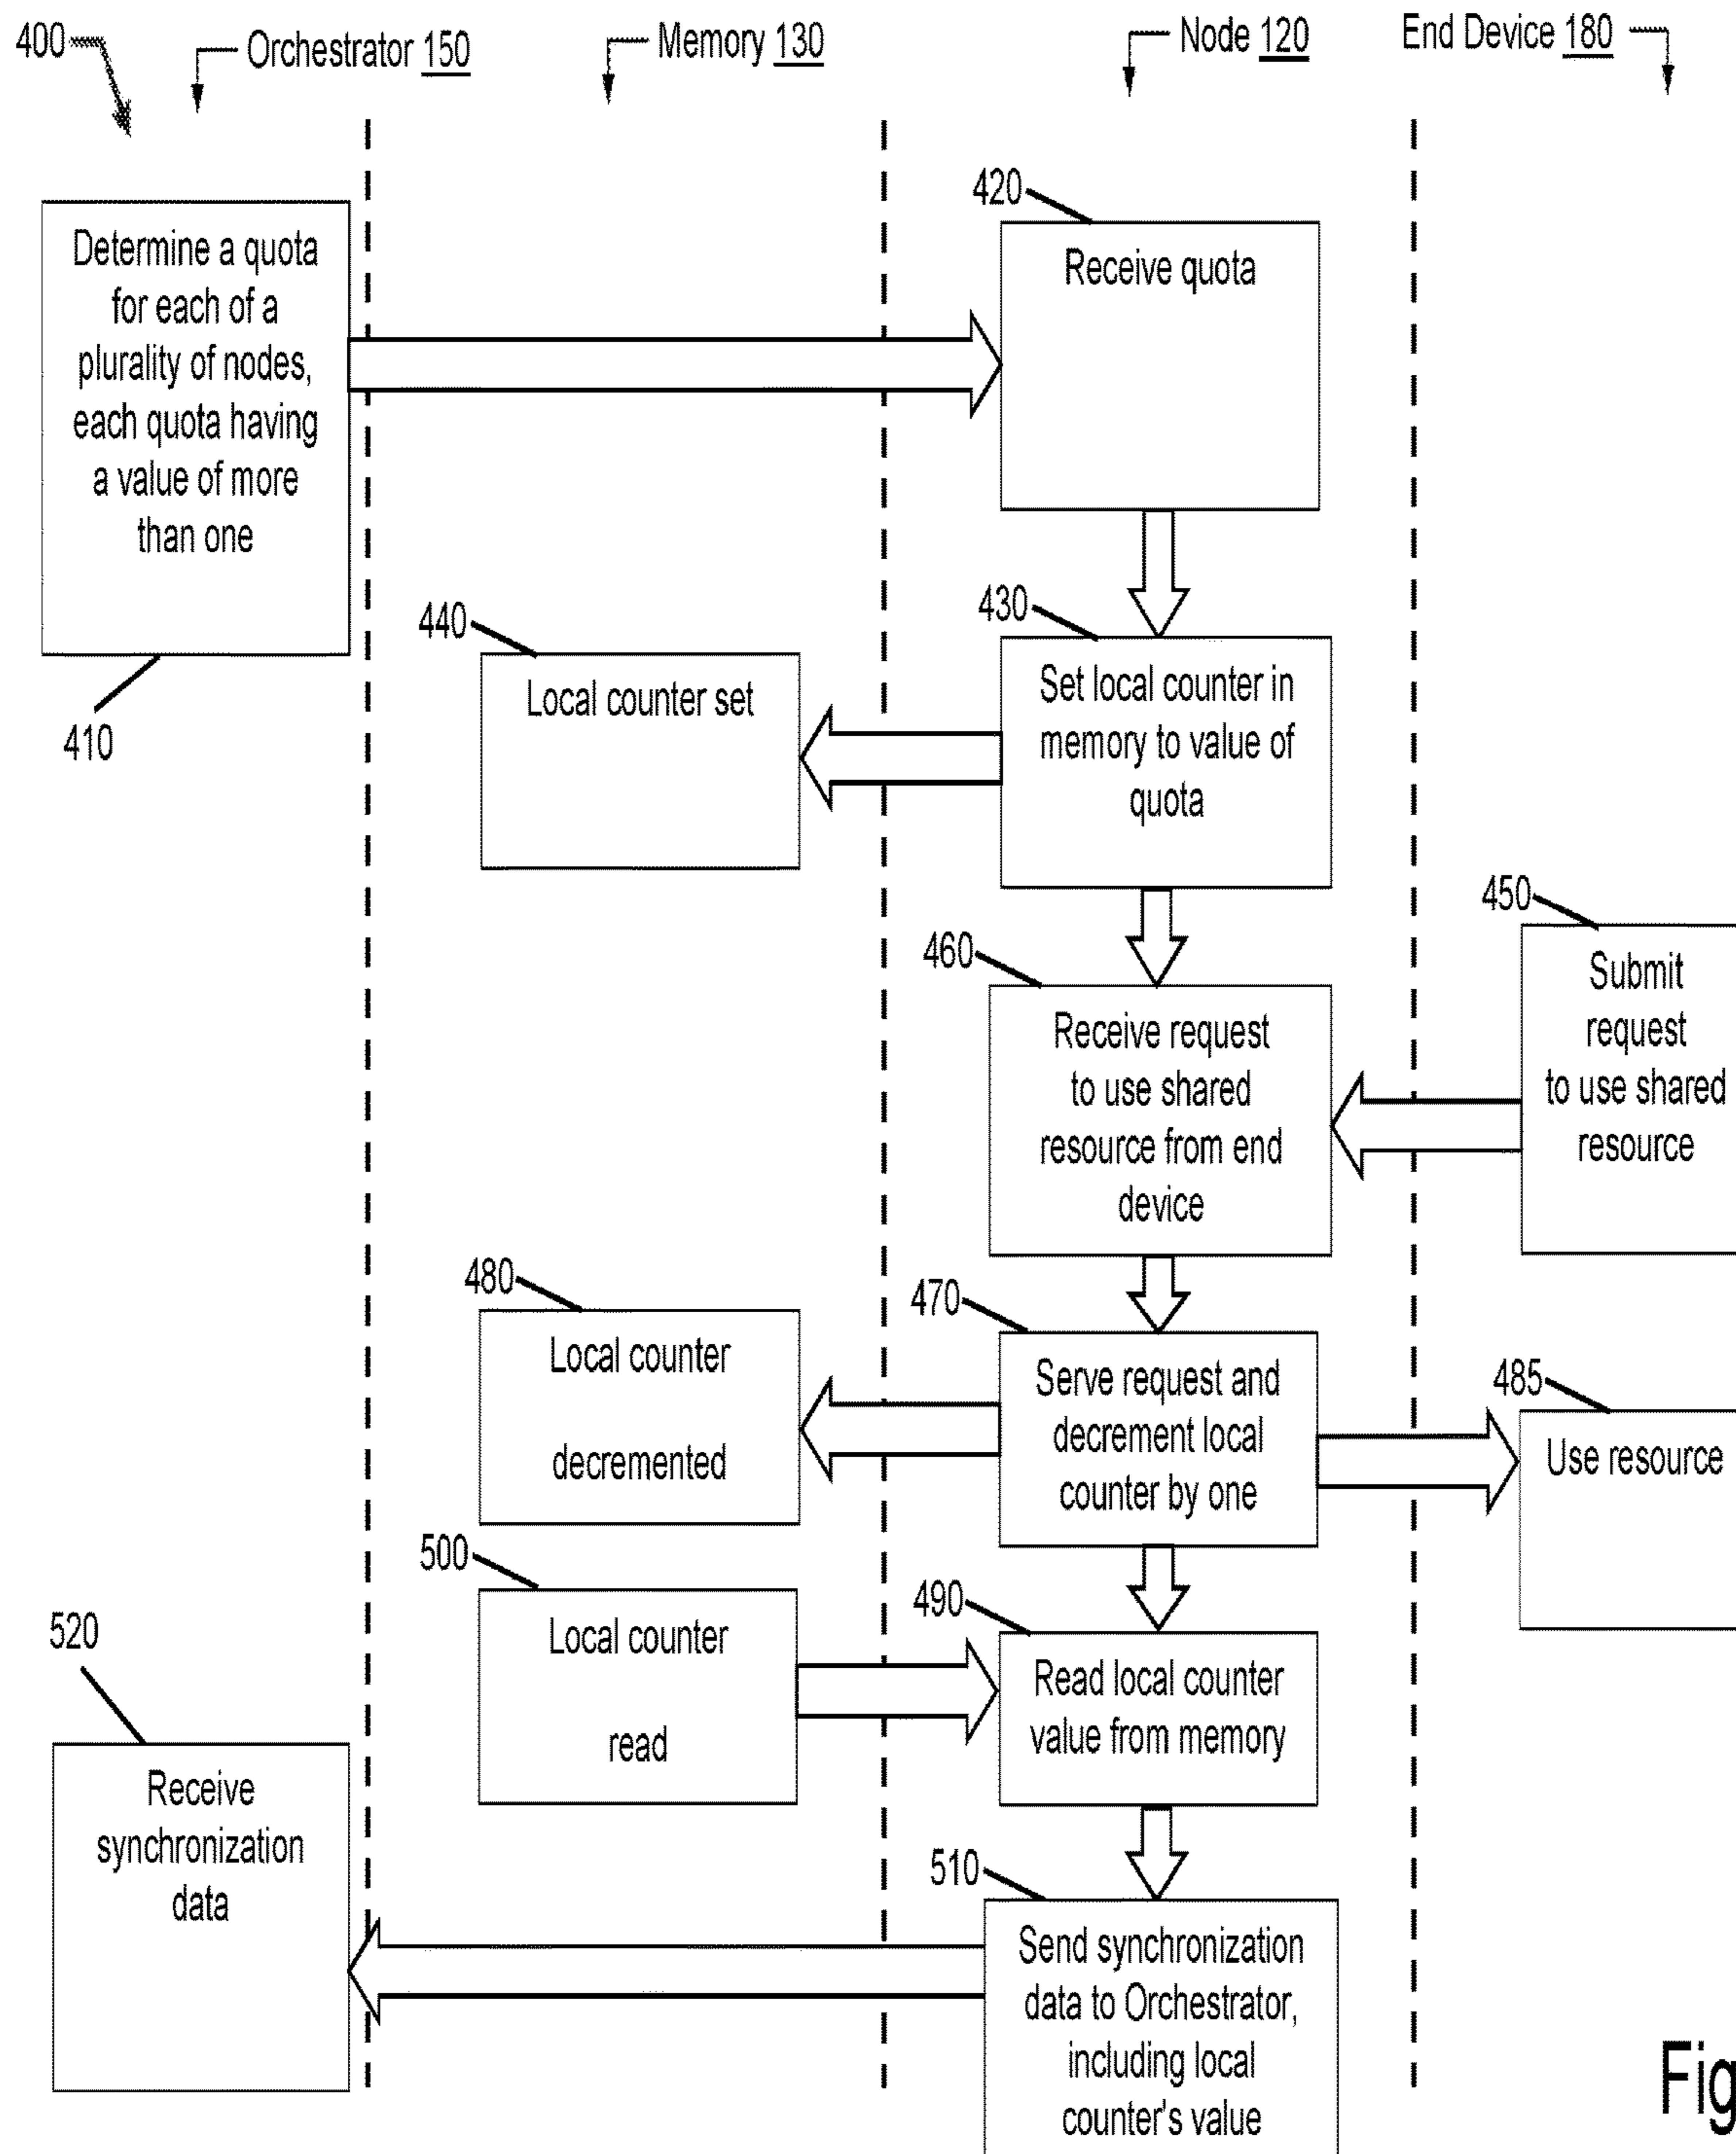 400
Orchestrator 150
Memory 130
Node 120
End Device 180
Determine a quota
for each of a
plurality of nodes,
each quota having
a value of more
than one
410
420
Receive quota
430
Set local counter in
memory to value of
quota
440
Local counter set
450
Submit
request
to use shared
resource
460
Receive request
to use shared
resource from end
device
470
Serve request and
decrement local
counter by one
480
Local counter
decremented
485
Use resource
500
Local counter
read
490
Read local counter
value from memory
510
Send synchronization
data to Orchestrator,
including local
counter's value
520
Receive
synchronization
data
Fig